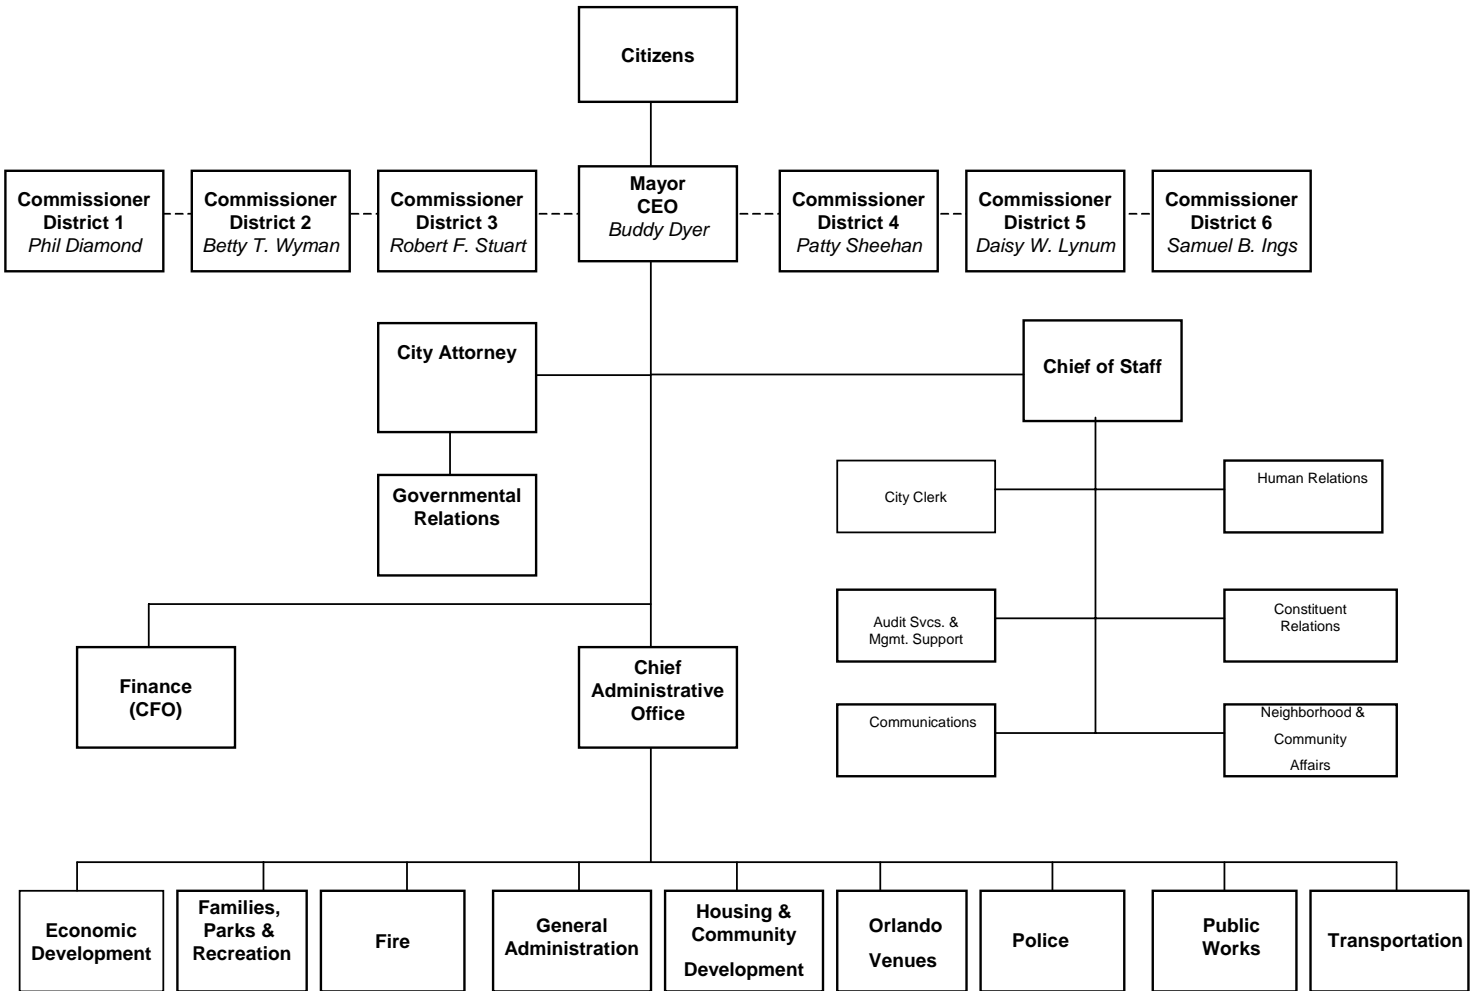 Citizens
Commissioner
District 1
Phil Diamond
Commissioner
District 2
Betty T. Wyman
Commissioner
District 3
Robert F. Stuart
Mayor
CEO
Buddy Dyer
Commissioner
District 4
Patty Sheehan
Commissioner
District 5
Daisy W. Lynum
Commissioner
District 6
Samuel B. Ings
City Attorney
Chief of Staff
Governmental
Relations
City Clerk
Human Relations
Audit Svcs. &
Mgmt. Support
Constituent
Relations
Communications
Neighborhood &
Community
Affairs
Finance
(CFO)
Chief
Administrative
Office
Economic
Development
Families,
Parks &
Recreation
Fire
General
Administration
Housing &
Community
Development
Orlando
Venues
Police
Public
Works
Transportation